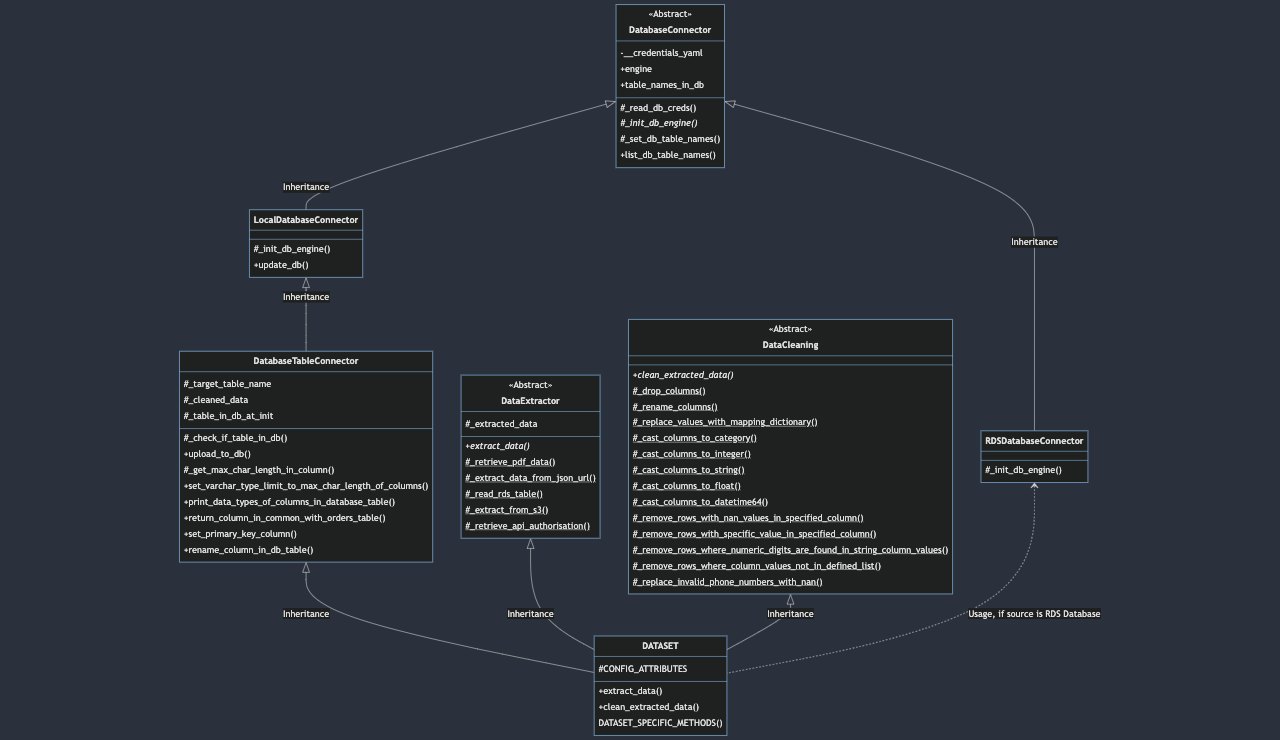 «Abstract»
DatabaseConnector
-__credentials_yaml
+engine
+table_names_in_db
#_read_db_creds()
#_init_db_engine()
#_set_db_table_names()
+list_db_table_names()
Inheritance
LocalDatabaseConnector
#_init_db_engine()
+update_db()
Inheritance
Inheritance
DatabaseTableConnector
#_target_table_name
#_cleaned_data
#_table_in_db_at_init
#_check_if_table_in_db()
+upload_to_db()
#_get_max_char_length_in_column()
+set_varchar_type_limit_to_max_char_length_of_columns()
+print_data_types_of_columns_in_database_table()
+return_column_in_common_with_orders_table()
+set_primary_key_column()
+rename_column_in_db_table()
«Abstract»
DataExtractor
#_extracted_data
+extract_data()
#_retrieve_pdf_data()
#_extract_data_from_json_url()
#_read_rds_table()
#_extract_from_s3()
#_retrieve_api_authorisation()
«Abstract»
DataCleaning
+clean_extracted_data()
#_drop_columns()
#_rename_columns()
#_replace_values_with_mapping_dictionary()
#_cast_columns_to_category()
#_cast_columns_to_integer()
#_cast_columns_to_string()
#_cast_columns_to_float()
#_cast_columns_to_datetime64()
#_remove_rows_with_nan_values_in_specified_column()
#_remove_rows_with_specific_value_in_specified_column()
#_remove_rows_where_numeric_digits_are_found_in_string_column_values()
#_remove_rows_where_column_values_not_in_defined_list()
#_replace_invalid_phone_numbers_with_nan()
RDSDatabaseConnector
#_init_db_engine()
Inheritance
Inheritance
Inheritance
Usage, if source is RDS Database
DATASET
#CONFIG_ATTRIBUTES
+extract_data()
+clean_extracted_data()
DATASET_SPECIFIC_METHODS()